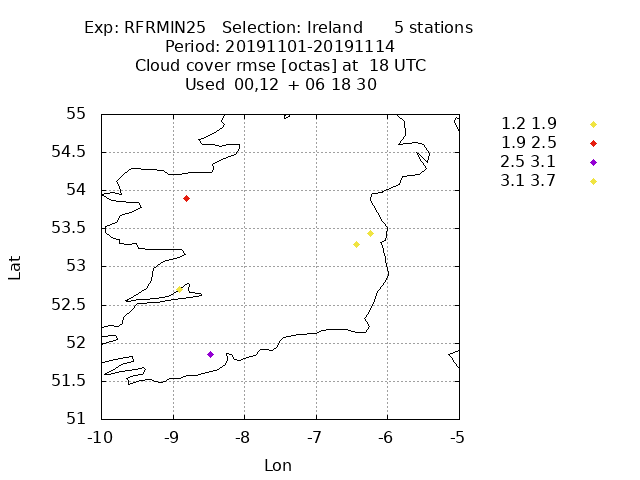 Exp: RFRMIN25 Selection: Ireland 5 stations
Period: 20191101-20191114
Cloud cover rmse [octas] at 18 UTC
Used 00,12 + 06 18 30
55
54.5
54
53.5
53
52.5
52
51.5
51
-10 -9 -8 -7 -6 -5
Lat
Lon
1.2 1.9
1.9 2.5
2.5 3.1
3.1 3.7